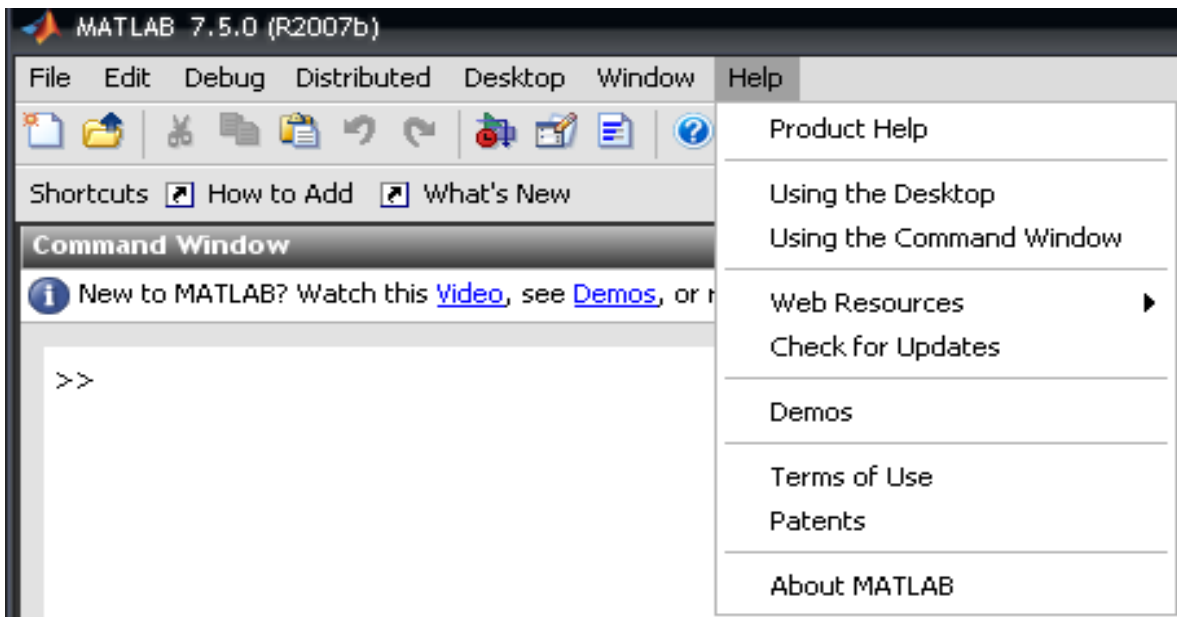 MATLAB 7.5.0 (R2007b)
File Edit Debug Distributed Desktop Window Help
Shortcuts How to Add What's New
Command Window
New to MATLAB? Watch this Video, see Demos, or
>>
Product Help
Using the Desktop
Using the Command Window
Web Resources
Check for Updates
Demos
Terms of Use
Patents
About MATLAB